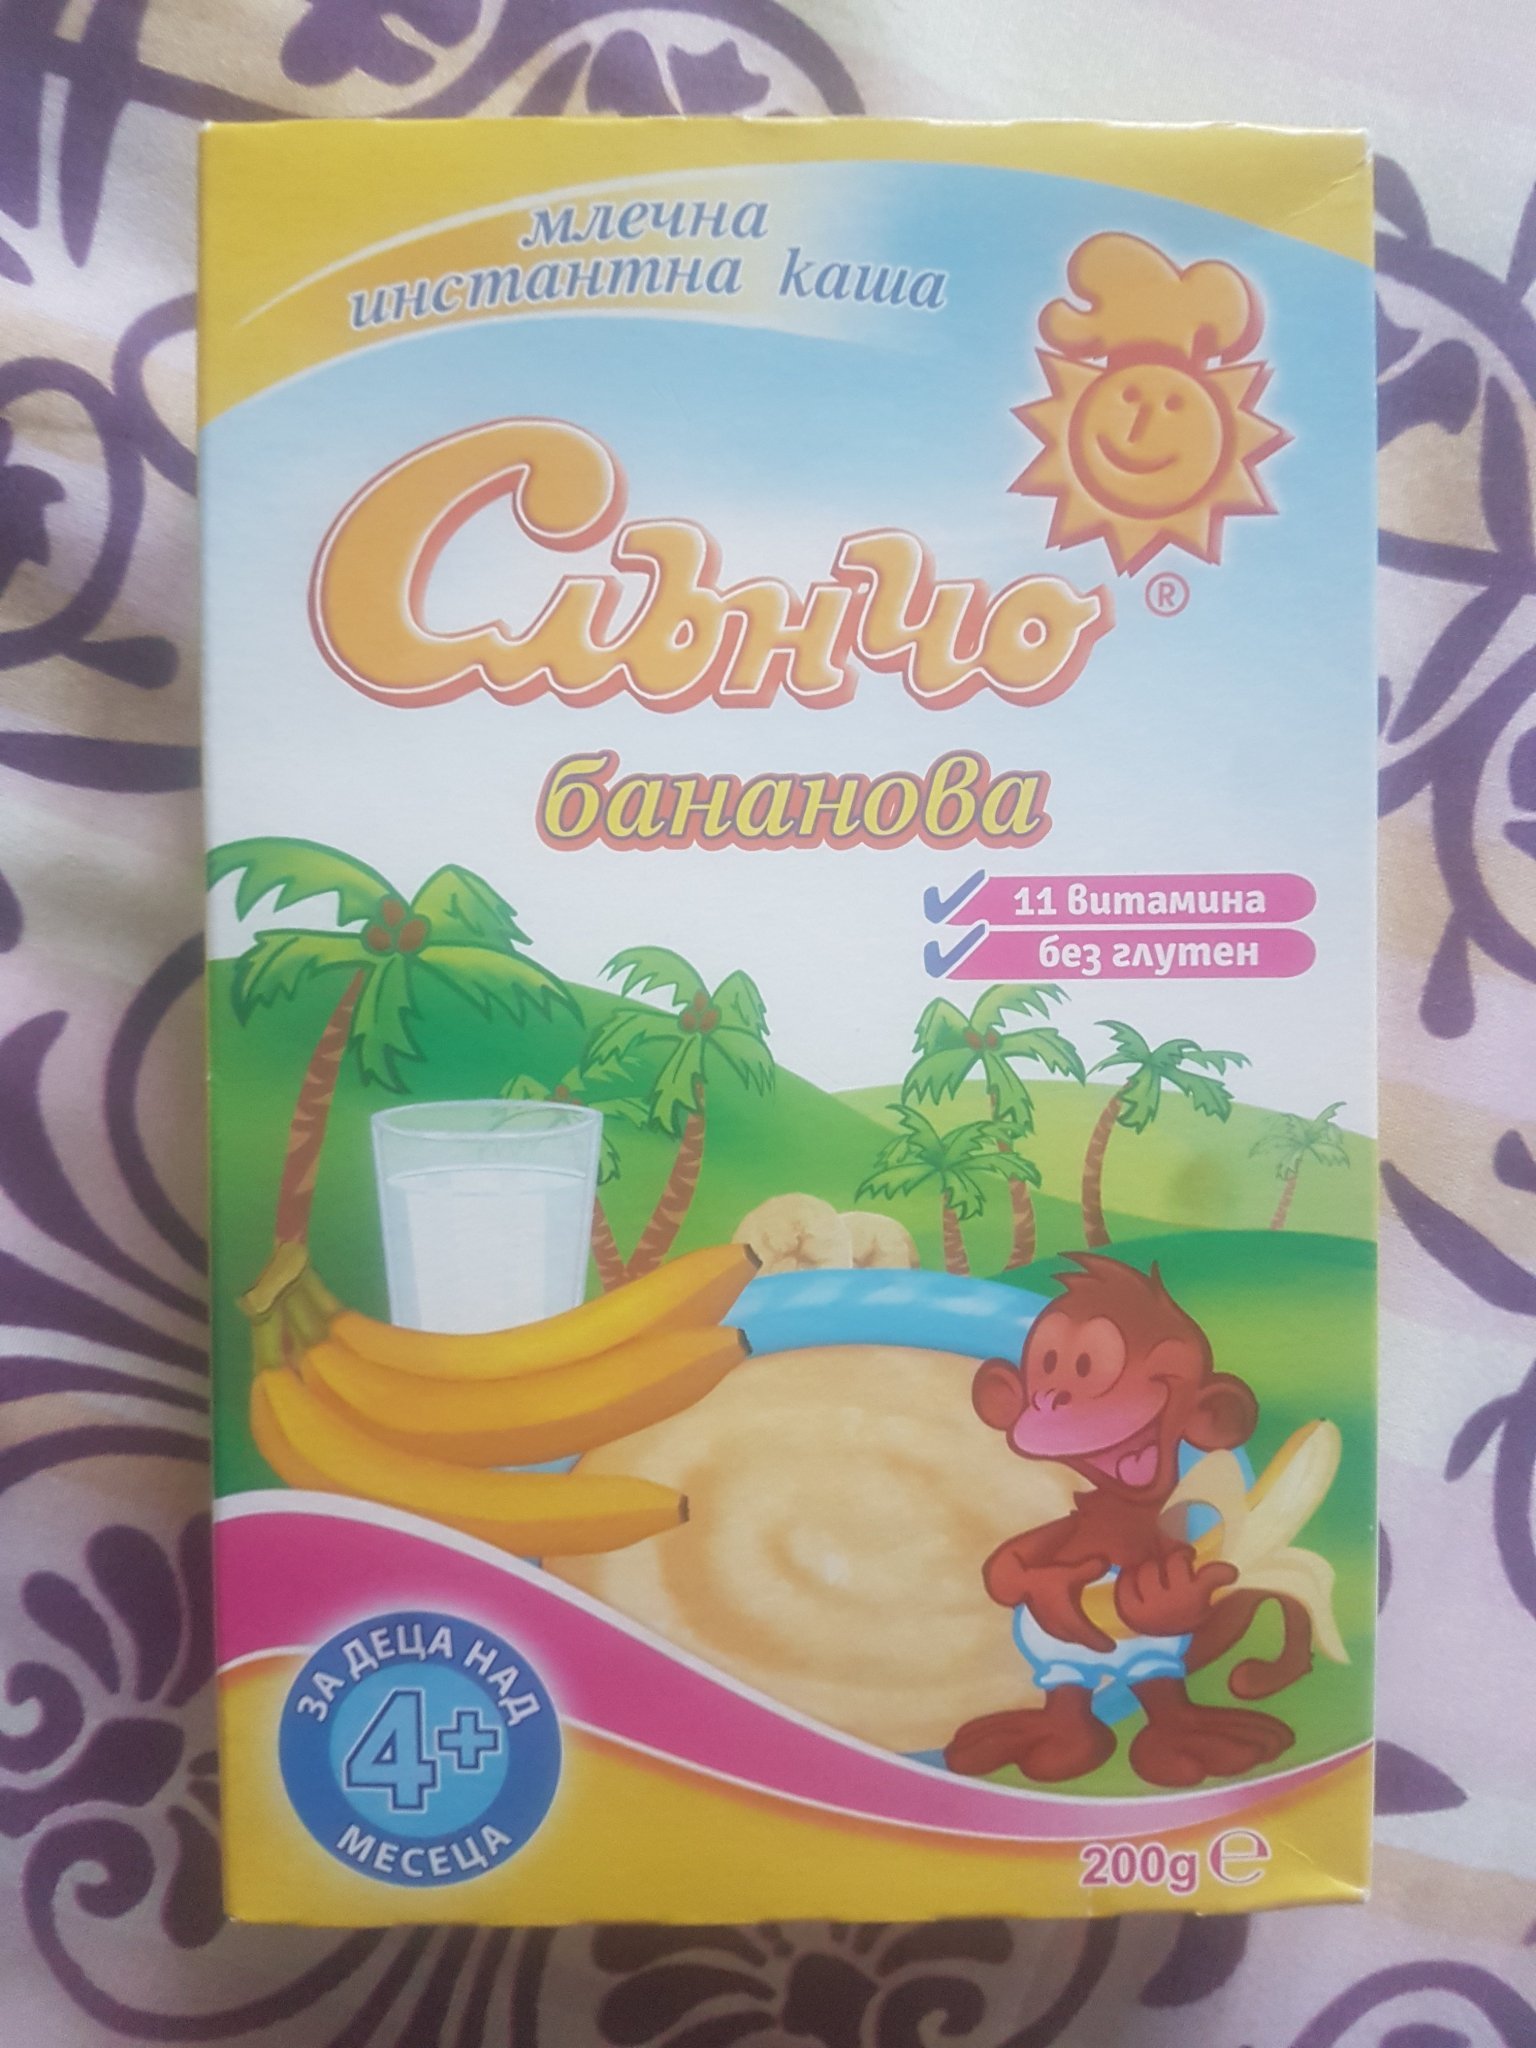 млечна
инстантна каша
Слънчо
®
бананова
11 витамина
без глутен
ЗА ДЕЦА НАД
4+
МЕСЕЦА
200g ℮